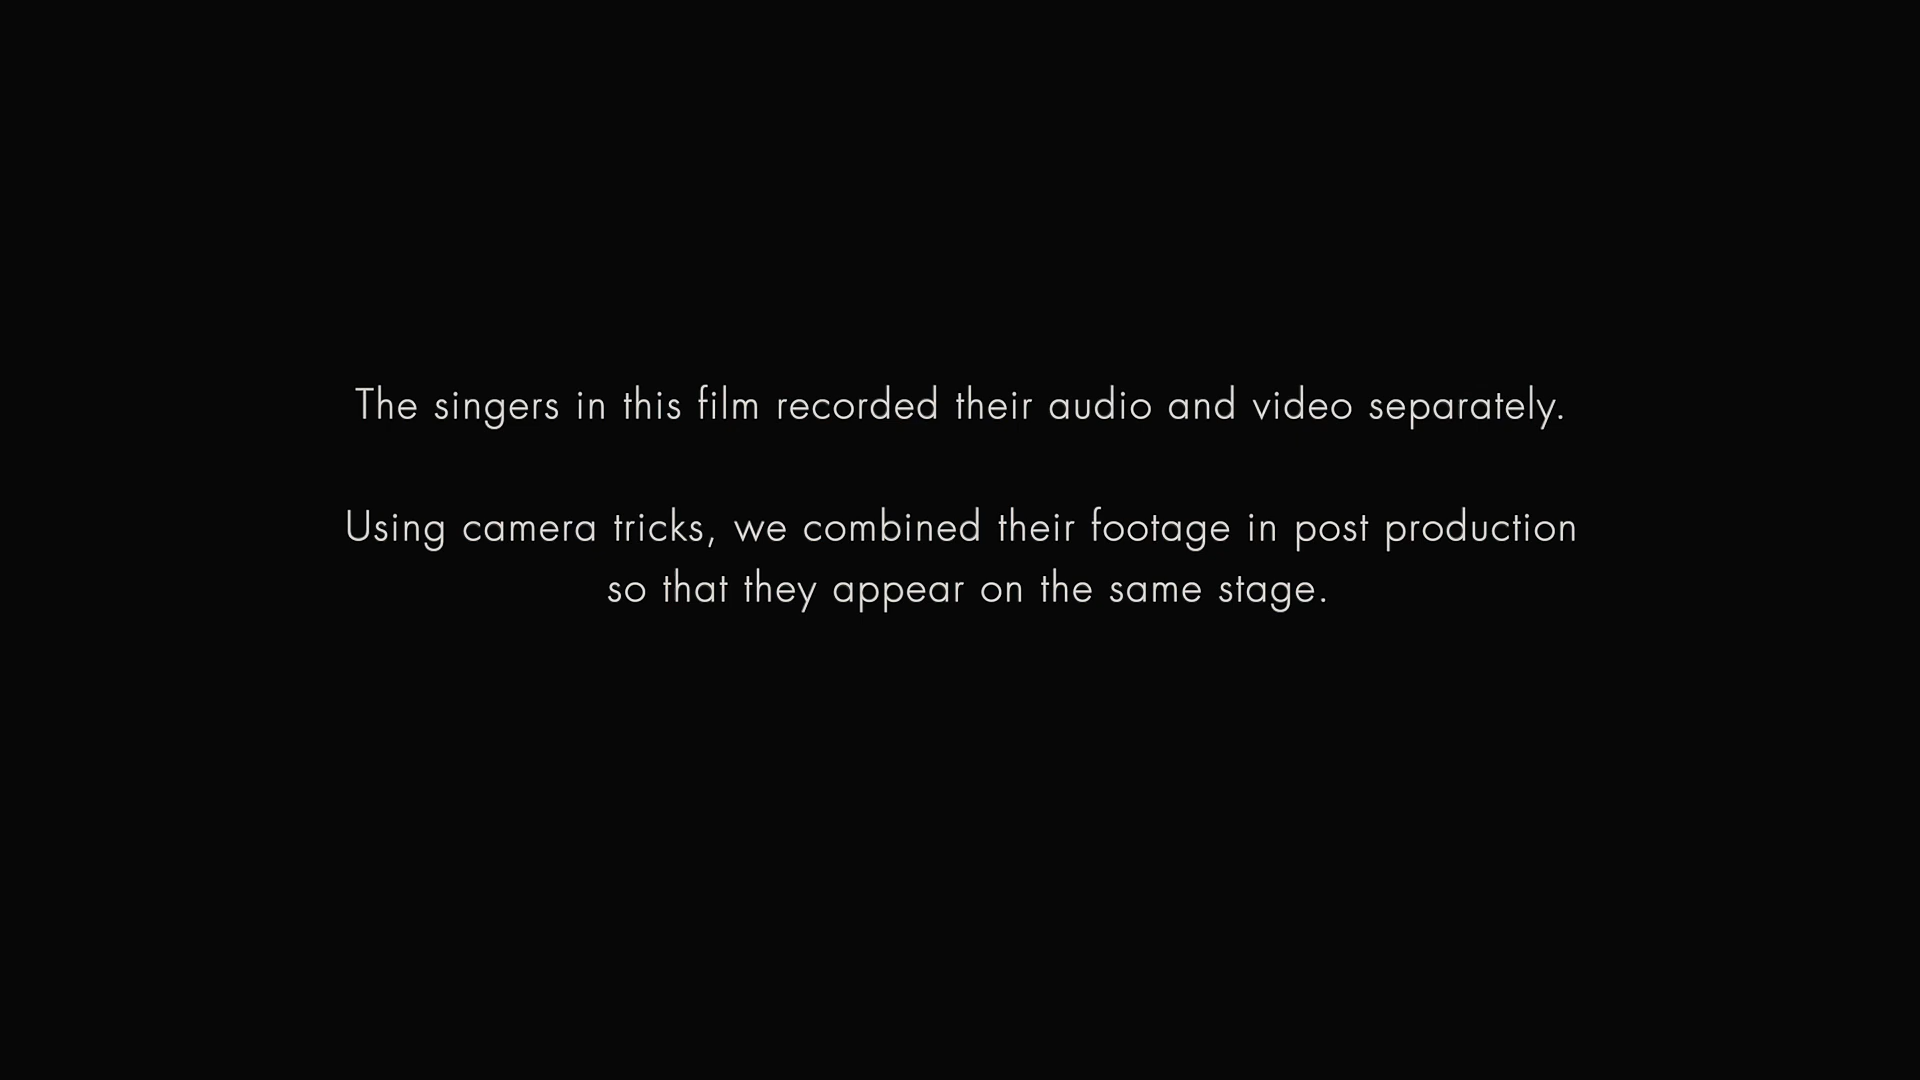 The singers in this film recorded their audio and video separately.
Using camera tricks, we combined their footage in post production
so that they appear on the same stage.